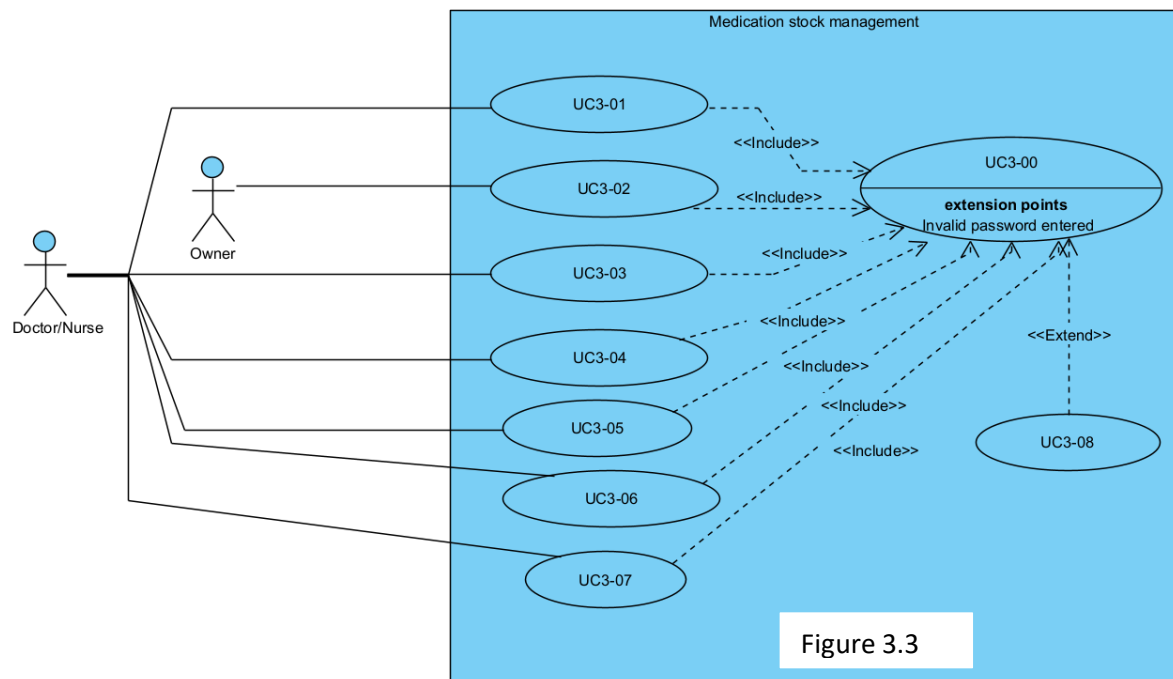 Medication stock management
UC3-01
<<Include>>
UC3-00
Owner
UC3-02
<<Include>>
extension points
Invalid password entered
Doctor/Nurse
UC3-03
<<Include>>
UC3-04
<<Include>>
<<Extend>>
<<Include>>
UC3-05
<<Include>>
UC3-08
<<Include>>
UC3-06
UC3-07
Figure 3.3